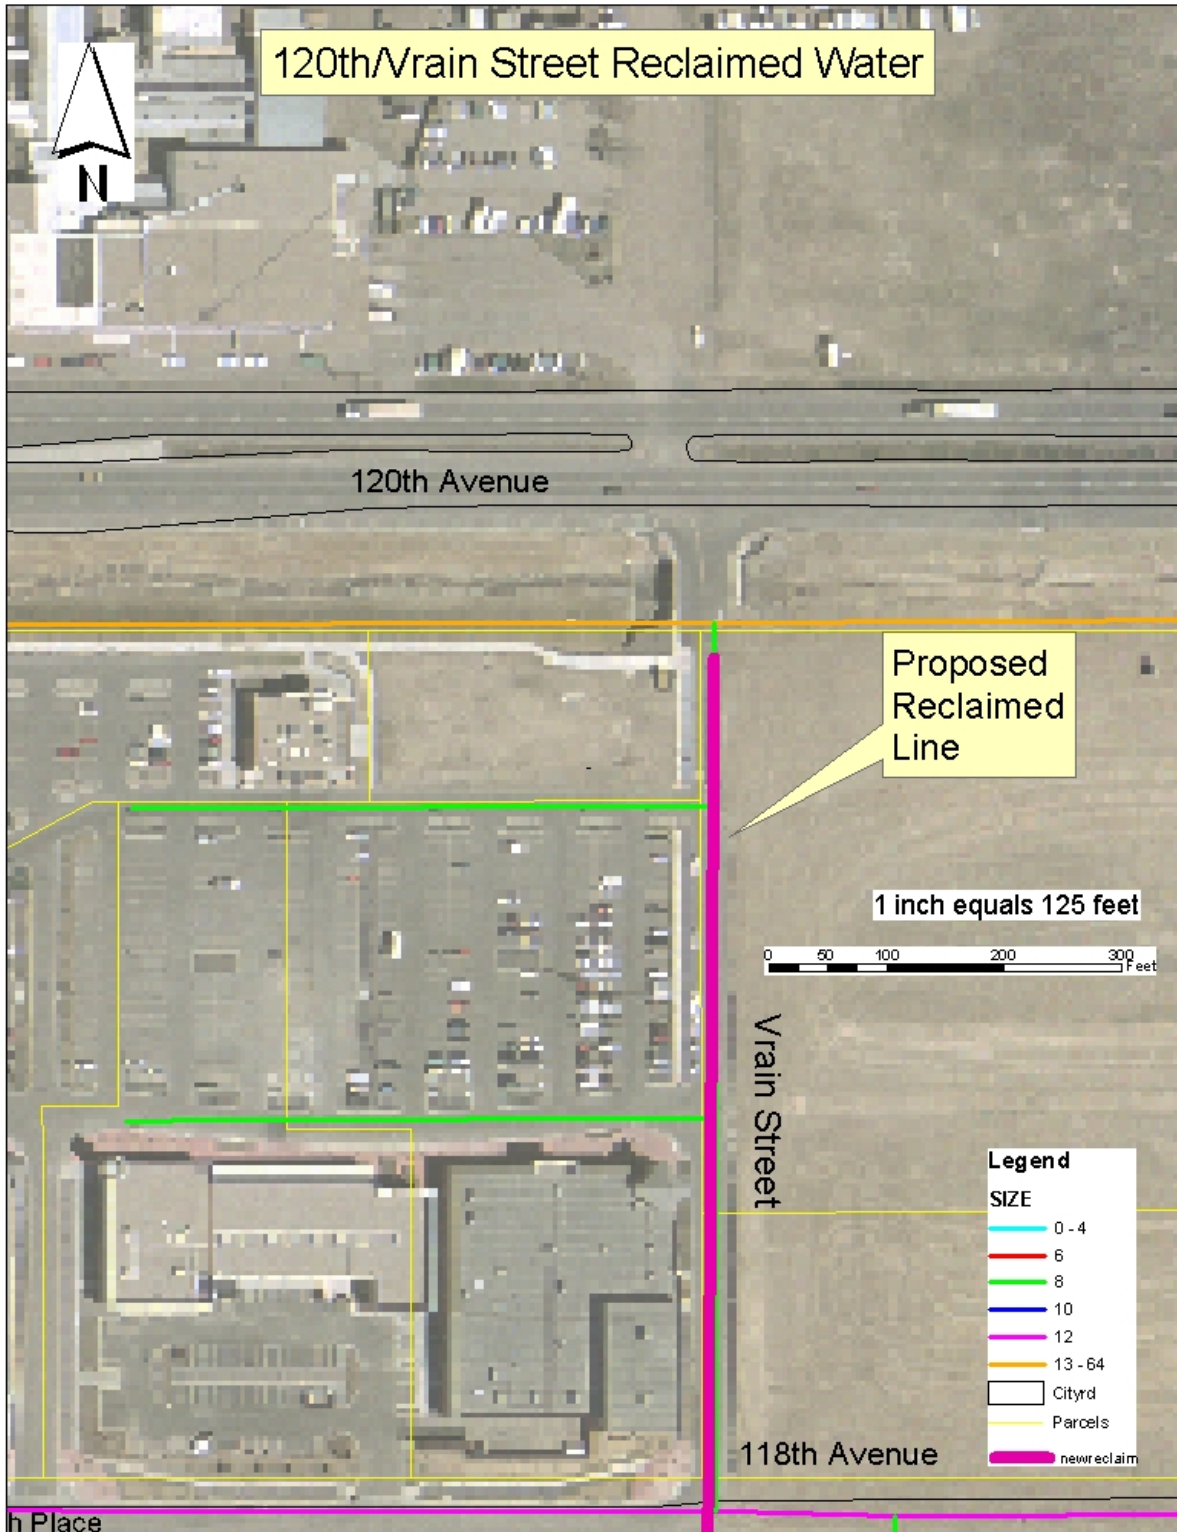 120th/Vrain Street Reclaimed Water
N
120th Avenue
Proposed
Reclaimed
Line
1 inch equals 125 feet
0 50 100 200 300
Feet
Vrain Street
Legend
SIZE
0 - 4
6
8
10
12
13 - 64
Cityrd
Parcels
newreclaim
118th Avenue
h Place